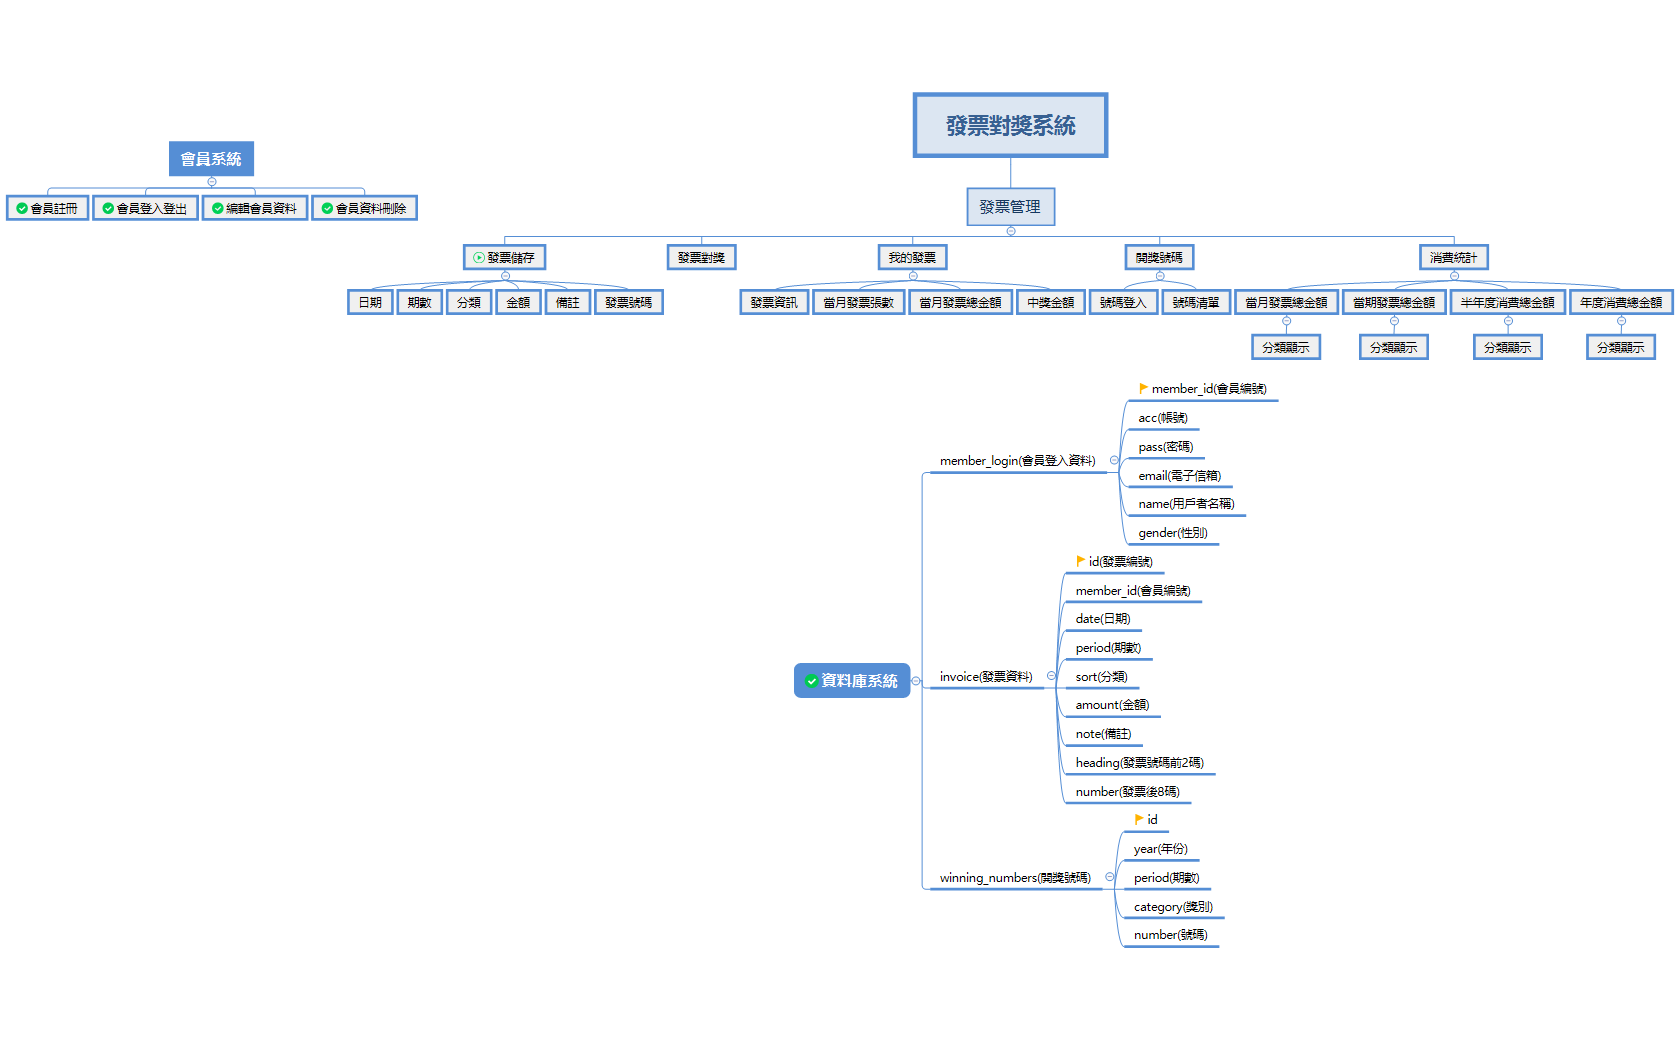 發票對獎系統
會員系統
會員註冊
會員登入登出
編輯會員資料
會員資料刪除
發票管理
發票儲存
發票對獎
我的發票
開獎號碼
消費統計
日期
期數
分類
金額
備註
發票號碼
發票資訊
當月發票張數
當月發票總金額
中獎金額
號碼登入
號碼清單
當月發票總金額
當期發票總金額
半年度消費總金額
年度消費總金額
分類顯示
分類顯示
分類顯示
分類顯示
資料庫系統
member_login(會員登入資料)
member_id(會員編號)
acc(帳號)
pass(密碼)
email(電子信箱)
name(用戶者名稱)
gender(性別)
invoice(發票資料)
id(發票編號)
member_id(會員編號)
date(日期)
period(期數)
sort(分類)
amount(金額)
note(備註)
heading(發票號碼前2碼)
number(發票後8碼)
winning_numbers(開獎號碼)
id
year(年份)
period(期數)
category(獎別)
number(號碼)